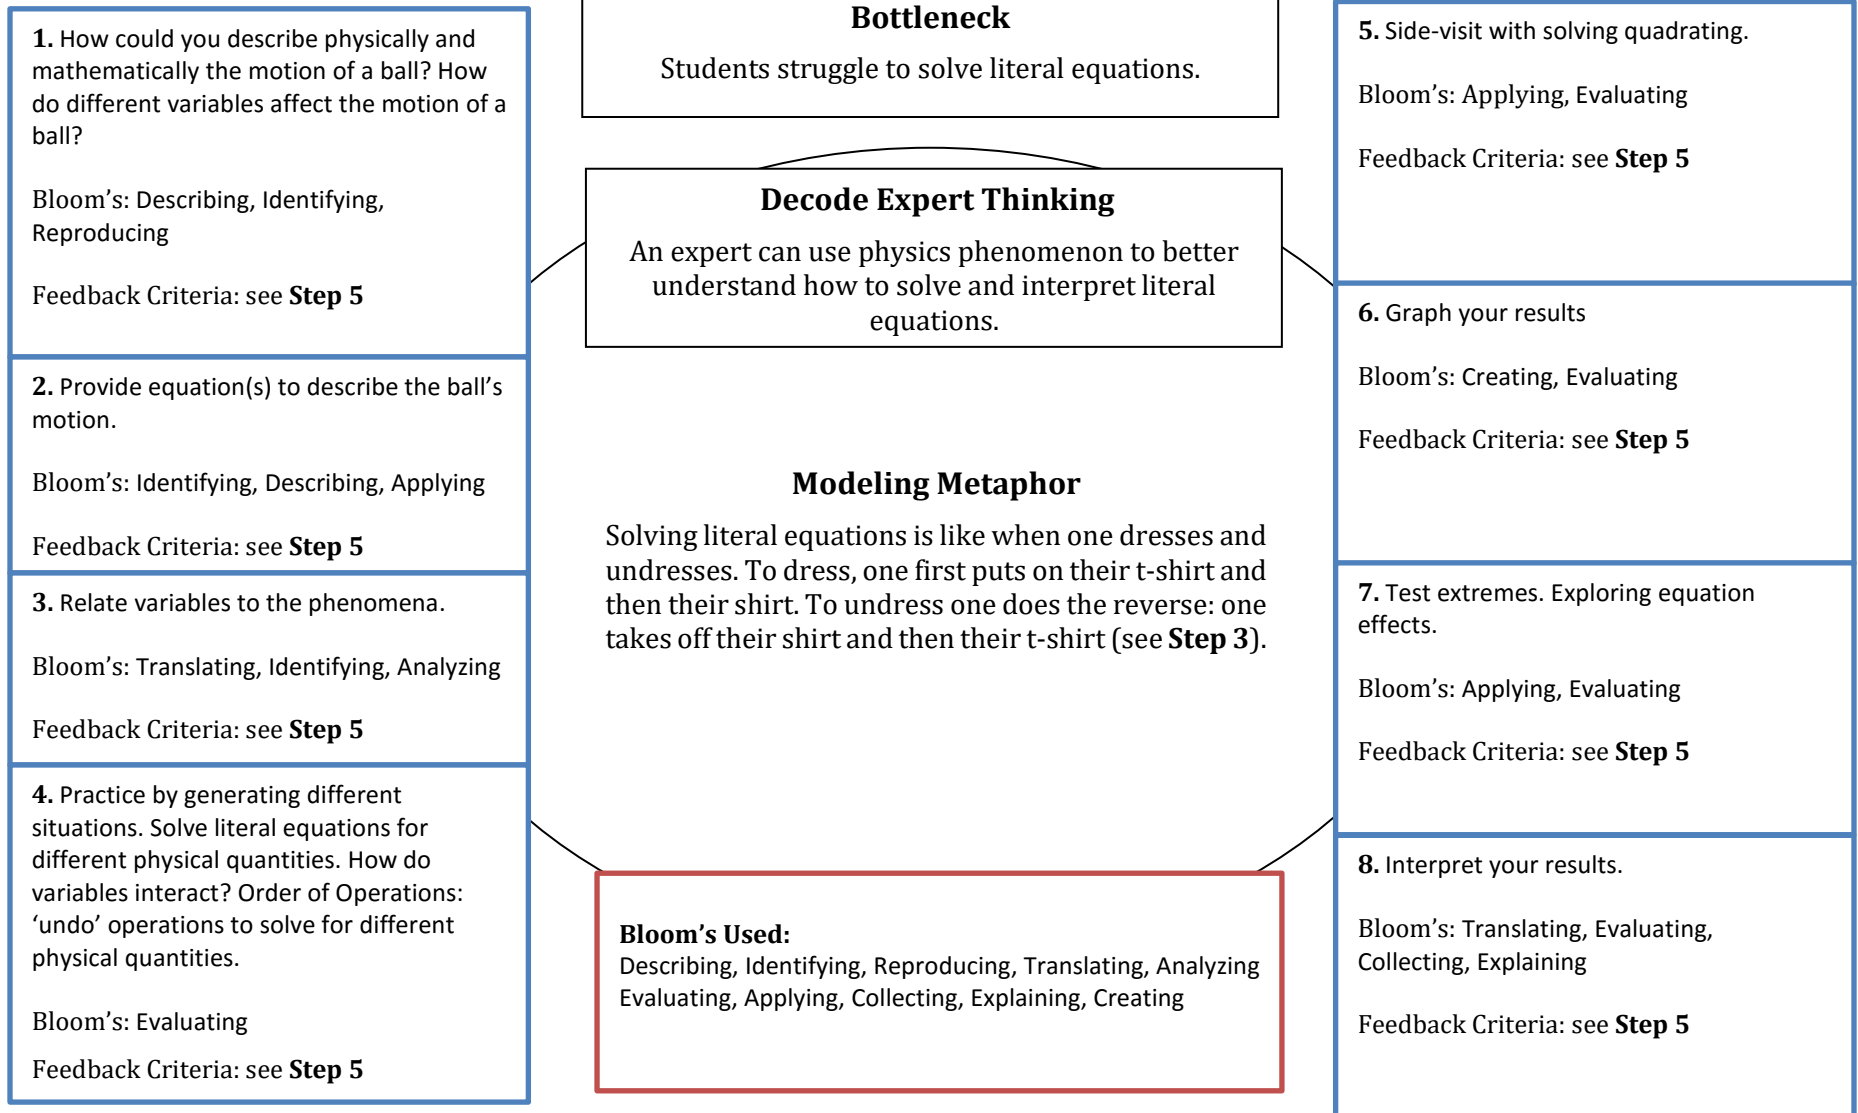 1. How could you describe physically and
mathematically the motion of a ball? How
do different variables affect the motion of a
ball?
Bloom’s: Describing, Identifying,
Reproducing
Feedback Criteria: see Step 5
2. Provide equation(s) to describe the ball’s
motion.
Bloom’s: Identifying, Describing, Applying
Feedback Criteria: see Step 5
3. Relate variables to the phenomena.
Bloom’s: Translating, Identifying, Analyzing
Feedback Criteria: see Step 5
4. Practice by generating different
situations. Solve literal equations for
different physical quantities. How do
variables interact? Order of Operations:
‘undo’ operations to solve for different
physical quantities.
Bloom’s: Evaluating
Feedback Criteria: see Step 5
Bottleneck
Students struggle to solve literal equations.
Decode Expert Thinking
An expert can use physics phenomenon to better
understand how to solve and interpret literal
equations.
Modeling Metaphor
Solving literal equations is like when one dresses and
undresses. To dress, one first puts on their t-shirt and
then their shirt. To undress one does the reverse: one
takes off their shirt and then their t-shirt (see Step 3).
Bloom’s Used:
Describing, Identifying, Reproducing, Translating, Analyzing
Evaluating, Applying, Collecting, Explaining, Creating
5. Side-visit with solving quadrating.
Bloom’s: Applying, Evaluating
Feedback Criteria: see Step 5
6. Graph your results
Bloom’s: Creating, Evaluating
Feedback Criteria: see Step 5
7. Test extremes. Exploring equation
effects.
Bloom’s: Applying, Evaluating
Feedback Criteria: see Step 5
8. Interpret your results.
Bloom’s: Translating, Evaluating,
Collecting, Explaining
Feedback Criteria: see Step 5